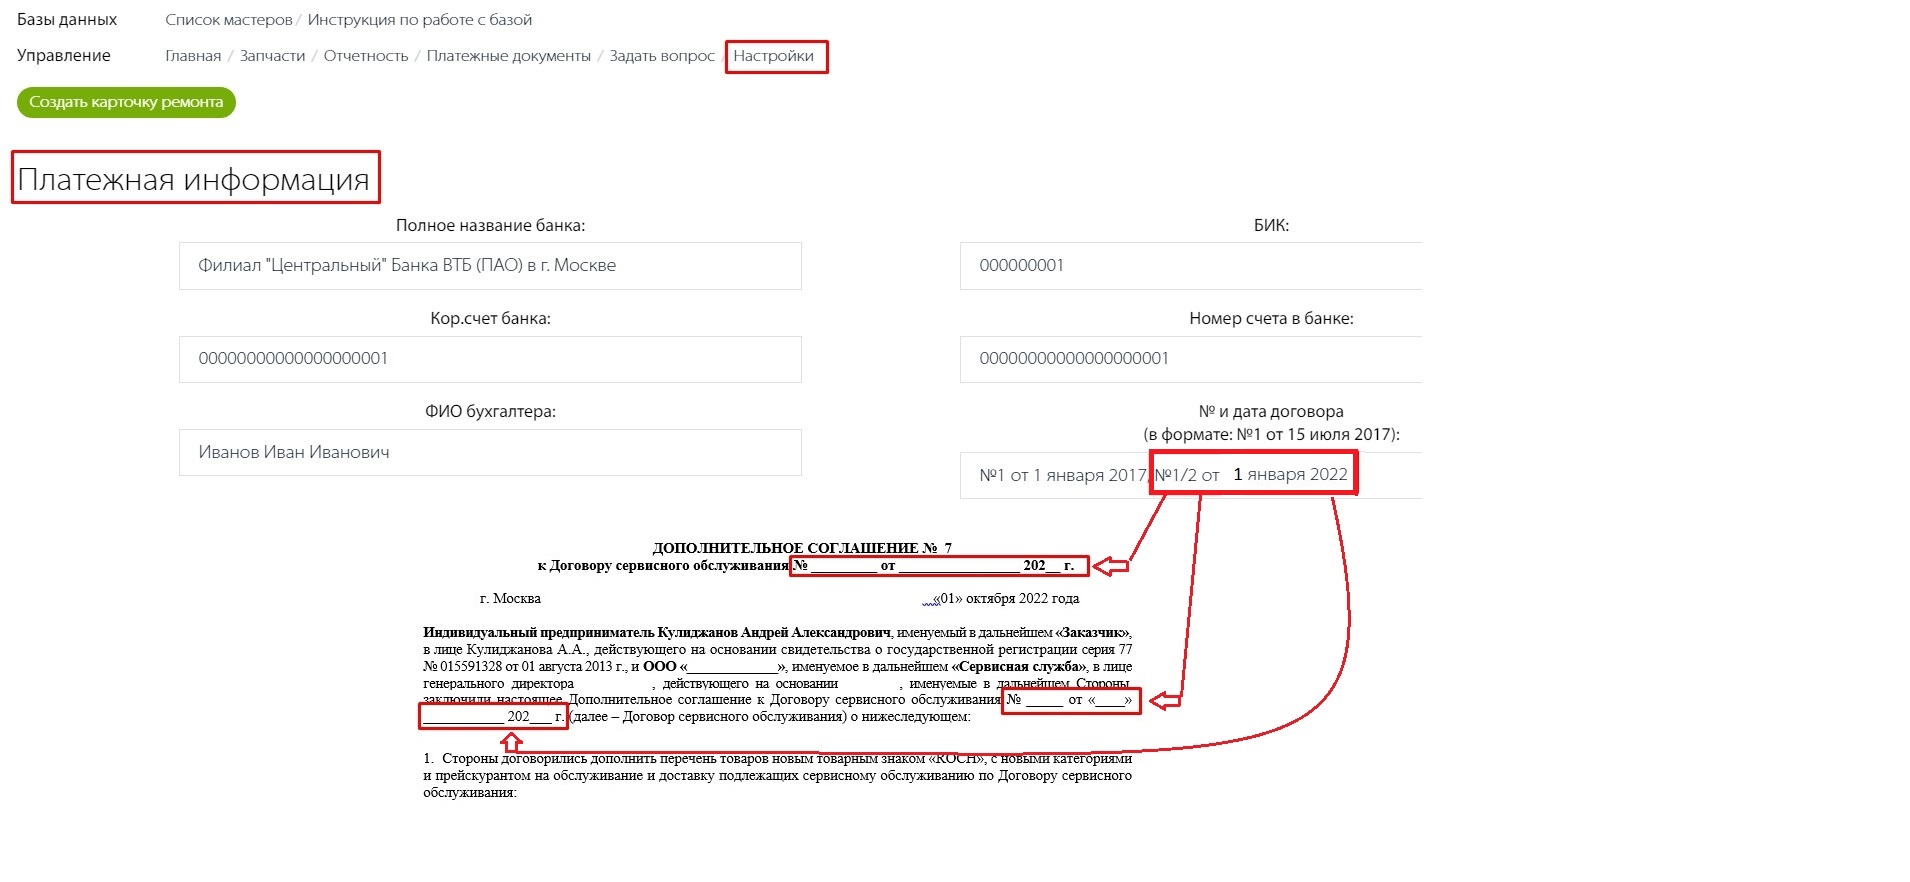 Базы данных Список мастеров / Инструкция по работе с базой
Управление Главная / Запчасти / Отчетность / Платежные документы / Задать вопрос / Настройки
Создать карточку ремонта
Платежная информация
Полное название банка: БИК:
Филиал "Центральный" Банка ВТБ (ПАО) в г. Москве 000000001
Кор.счет банка: Номер счета в банке:
00000000000000000001 00000000000000000001
ФИО бухгалтера: № и дата договора
(в формате: №1 от 15 июля 2017):
Иванов Иван Иванович №1 от 1 января 2017, №1/2 от 1 января 2022
ДОПОЛНИТЕЛЬНОЕ СОГЛАШЕНИЕ № 7
к Договору сервисного обслуживания № _________ от ________________ 202__ г.
г. Москва «01» октября 2022 года
Индивидуальный предприниматель Кулиджанов Андрей Александрович, именуемый в дальнейшем «Заказчик»,
в лице Кулиджанова А.А., действующего на основании свидетельства о государственной регистрации серия 77
№ 015591328 от 01 августа 2013 г., и ООО «_____________», именуемое в дальнейшем «Сервисная служба», в лице
генерального директора , действующего на основании , именуемые в дальнейшем Стороны,
заключили настоящее Дополнительное соглашение к Договору сервисного обслуживания № _____ от «____»
___________ 202___ г. (далее – Договор сервисного обслуживания) о нижеследующем:
1. Стороны договорились дополнить перечень товаров новым товарным знаком «KOCH», с новыми категориями
и прейскурантом на обслуживание и доставку подлежащих сервисному обслуживанию по Договору сервисного
обслуживания: